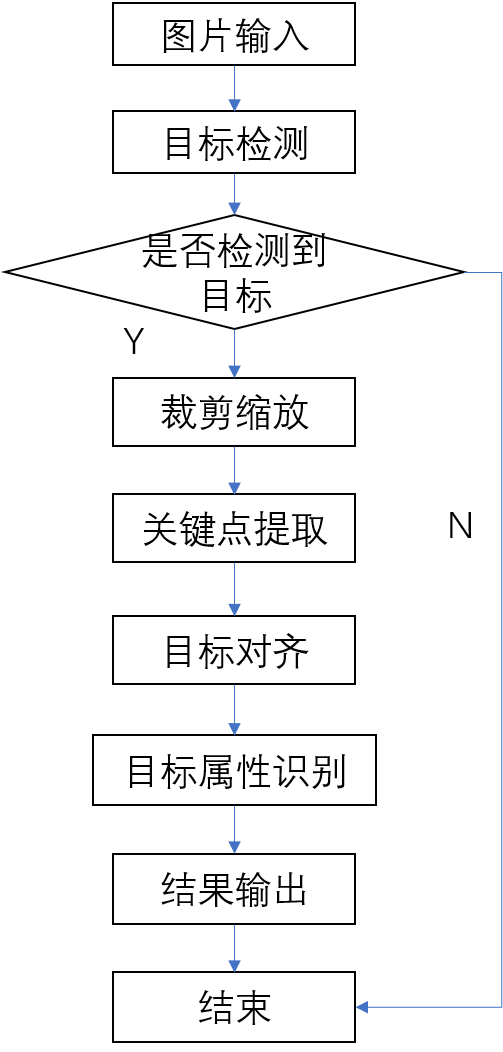 图片输入
目标检测
是否检测到
目标
Y
裁剪缩放
关键点提取
N
目标对齐
目标属性识别
结果输出
结束